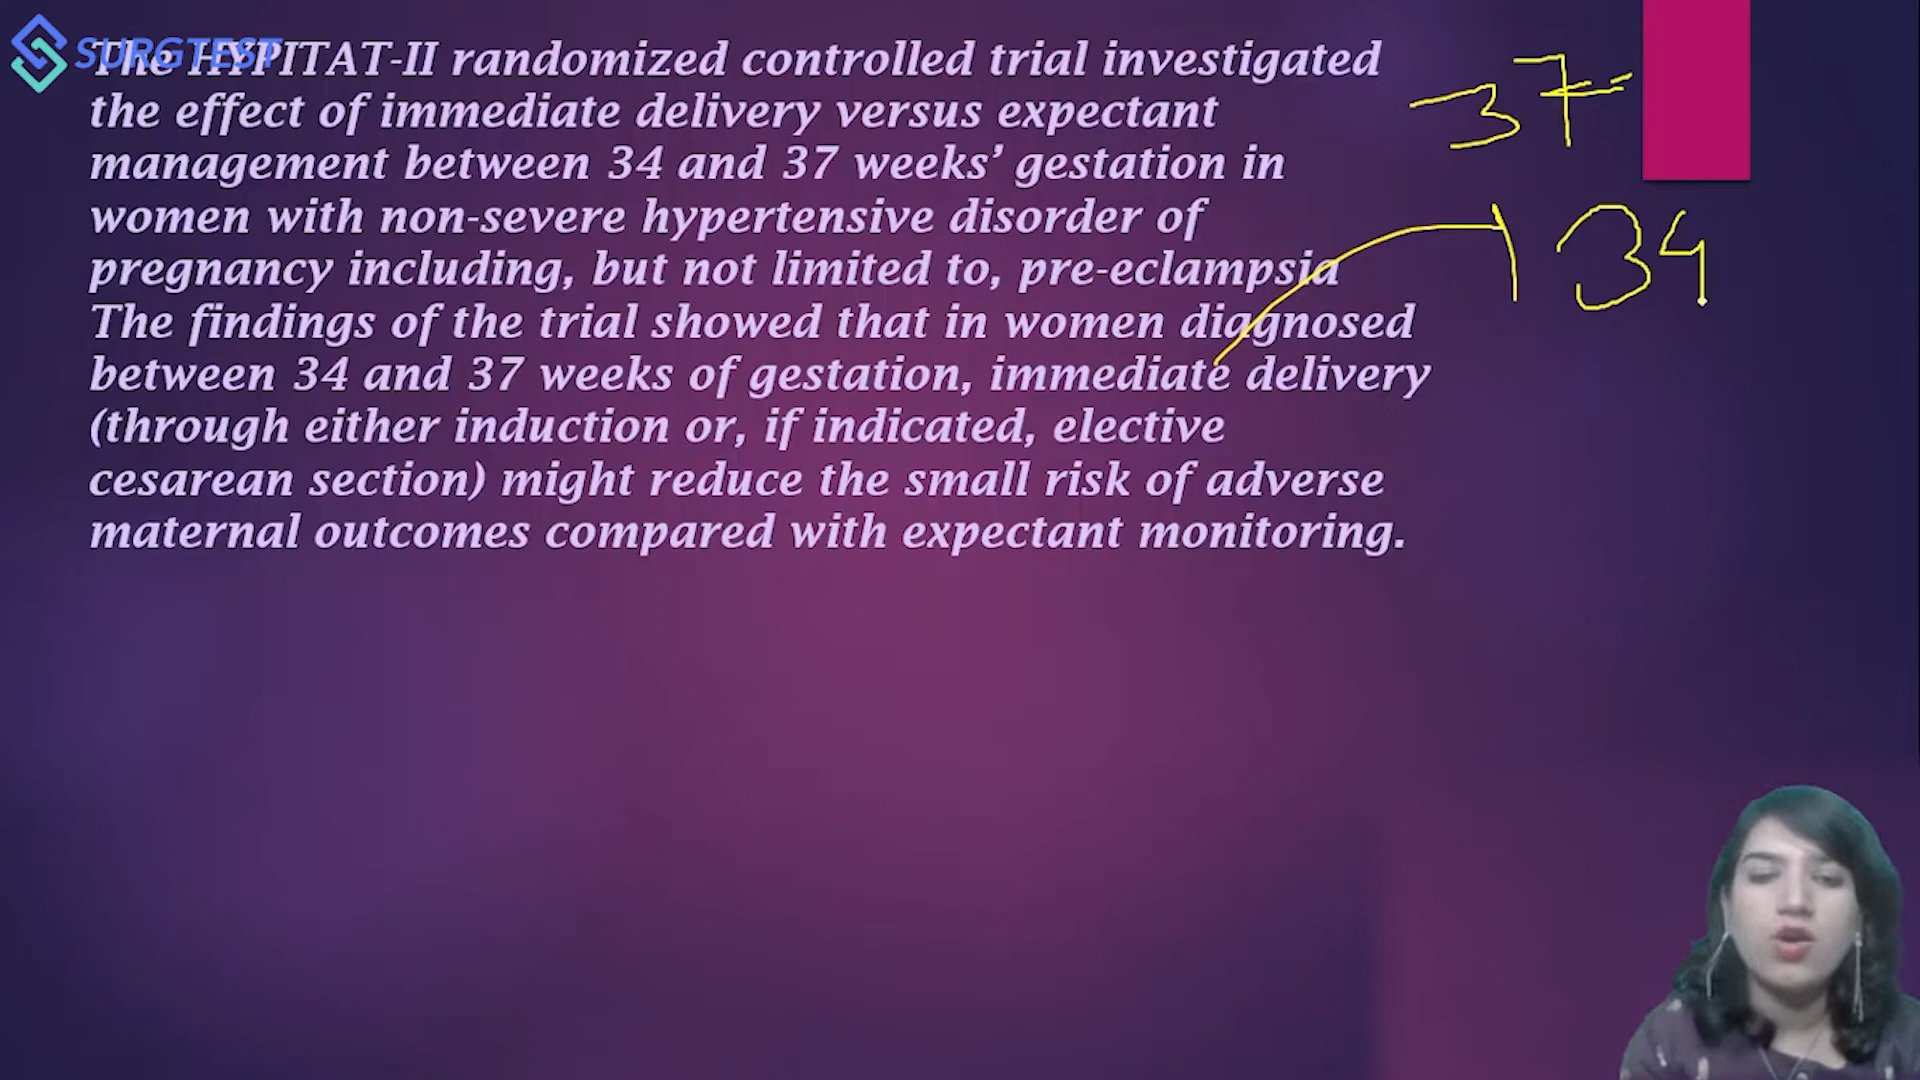 SURGTEST
The HYPITAT-II randomized controlled trial investigated
the effect of immediate delivery versus expectant
management between 34 and 37 weeks’ gestation in
women with non-severe hypertensive disorder of
pregnancy including, but not limited to, pre-eclampsia
The findings of the trial showed that in women diagnosed
between 34 and 37 weeks of gestation, immediate delivery
(through either induction or, if indicated, elective
cesarean section) might reduce the small risk of adverse
maternal outcomes compared with expectant monitoring.
37=
34